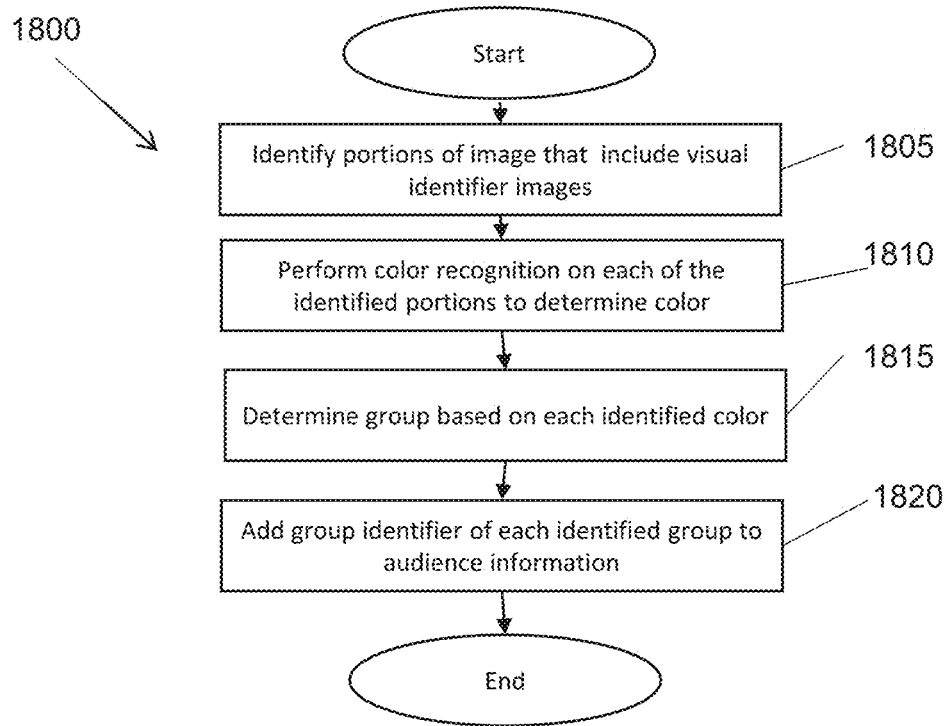 1800
Start
Identify portions of image that include visual
identifier images
1805
Perform color recognition on each of the
identified portions to determine color
1810
Determine group based on each identified color
1815
Add group identifier of each identified group to
audience information
1820
End